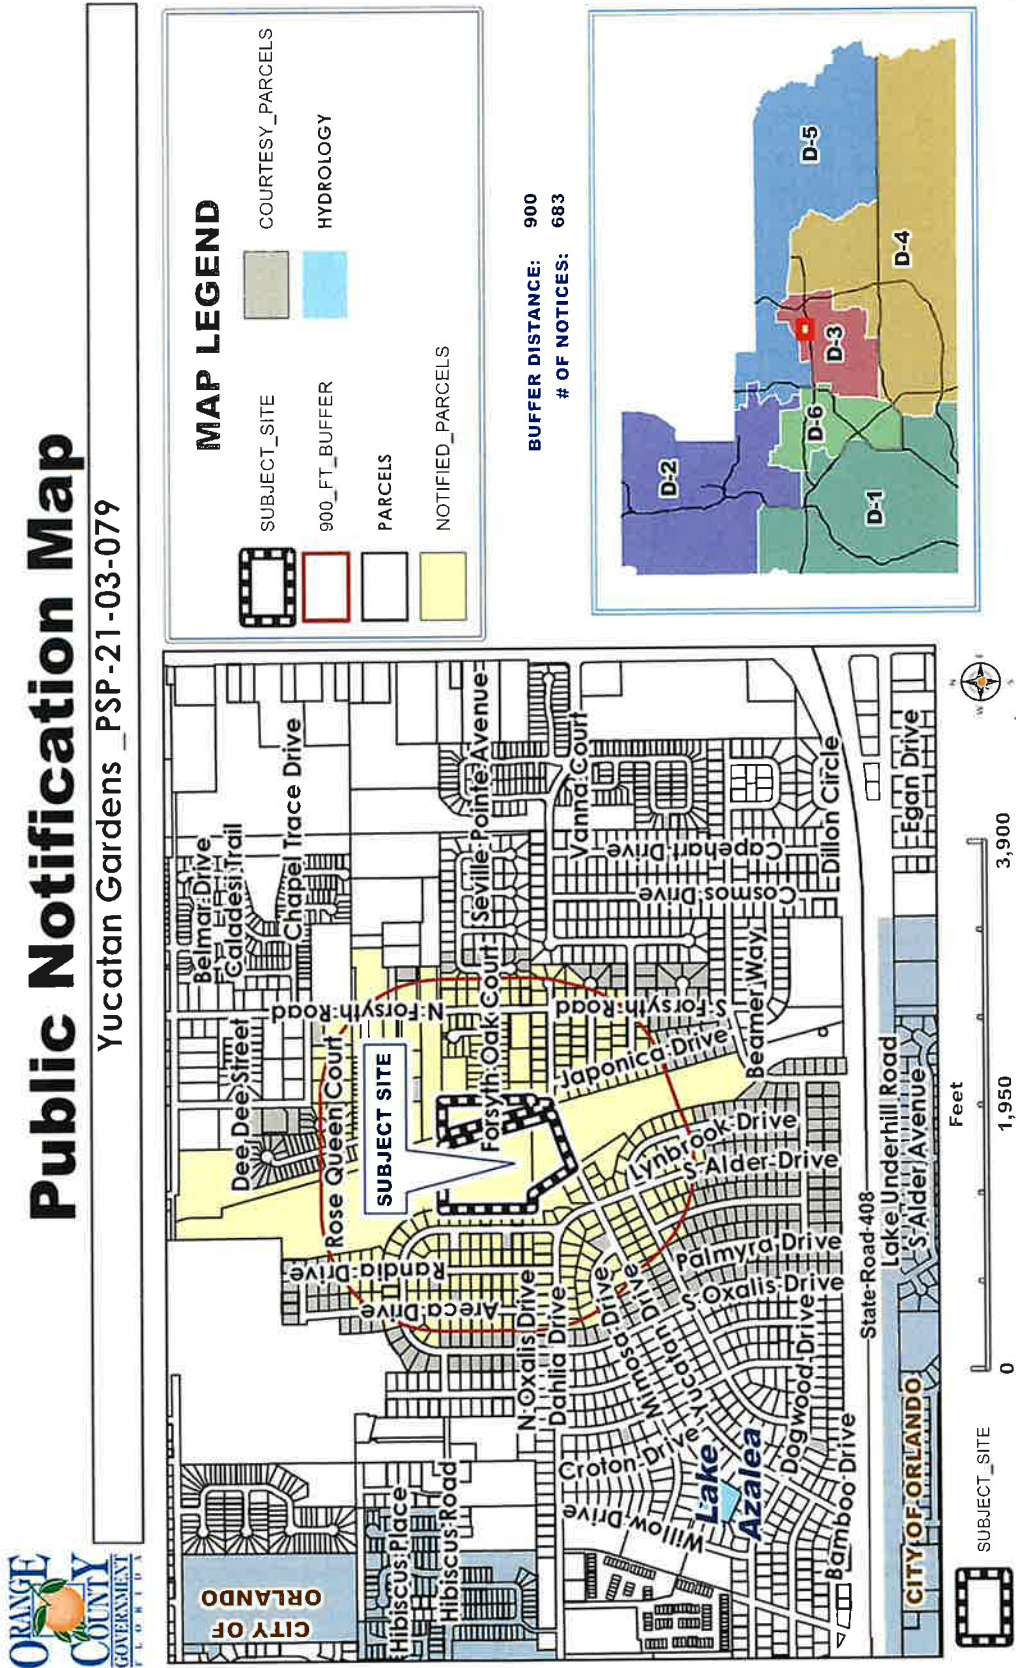 ORANGE
COUNTY
GOVERNMENT
FLORIDA
Public Notification Map
Yucatan Gardens _PSP-21-03-079
MAP LEGEND
SUBJECT_SITE
COURTESY_PARCELS
900_FT_BUFFER
HYDROLOGY
PARCELS
NOTIFIED_PARCELS
BUFFER DISTANCE: 900
# OF NOTICES: 683
D-2
D-5
D-6
D-3
D-4
D-1
CITY OF
ORLANDO
Hibiscus Place
Hibiscus Road
Belmar Drive
Caladesi Trail
Chapel Trace Drive
Dee Dee Street
Rose Queen Court
N Forsyth Road
SUBJECT SITE
Randia Drive
Areca Drive
Forsyth Oak Court
Seville Pointe Avenue
N Oxalis Drive
Dahlia Drive
Vanna Court
S Forsyth Road
Japonica Drive
Capehart Drive
Cosmos Drive
Beamer Way
Dillon Circle
Lynbrook Drive
S Alder Drive
Palmyra Drive
S Oxalis Drive
Mimosa Drive
Yucatan Drive
Croton Drive
Willow Drive
Dogwood Drive
Bamboo Drive
Lake
Azalea
State Road 408
Lake Underhill Road
S Alder Avenue
Egan Drive
CITY OF ORLANDO
SUBJECT_SITE
Feet
0
1,950
3,900
N
W
E
S